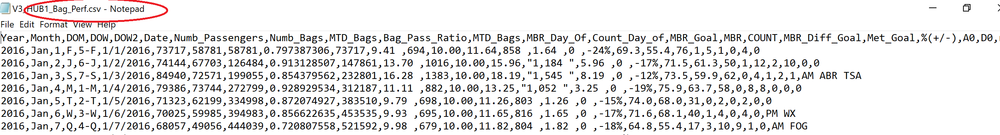 V3_HUB1_Bag_Perf.csv - Notepad
File Edit Format View Help
Year,Month,DOM,DOW,DOW2,Date,Numb_Passengers,Numb_Bags,MTD_Bags,Bag_Pass_Ratio,MTD_Bags,MBR_Day_Of,Count_Day_of,MBR_Goal,MBR,COUNT,MBR_Diff_Goal,Met_Goal,%(+/-),A0,D0,
2016,Jan,1,F,5-F,1/1/2016,73717,58781,58781,0.797387306,73717,9.41 ,694,10.00,11.64,858 ,1.64 ,0 ,-24%,69.3,55.4,76,1,5,1,0,4,0
2016,Jan,2,J,6-J,1/2/2016,74144,67703,126484,0.913128507,147861,13.70 ,1016,10.00,15.96,"1,184 ",5.96 ,0 ,-17%,71.5,61.3,50,1,12,2,10,0,0
2016,Jan,3,S,7-S,1/3/2016,84940,72571,199055,0.854379562,232801,16.28 ,1383,10.00,18.19,"1,545 ",8.19 ,0 ,-12%,73.5,59.9,62,0,4,1,2,1,AM ABR TSA
2016,Jan,4,M,1-M,1/4/2016,79386,73744,272799,0.928929534,312187,11.11 ,882,10.00,13.25,"1,052 ",3.25 ,0 ,-19%,75.9,63.7,58,0,8,8,0,0,0
2016,Jan,5,T,2-T,1/5/2016,71323,62199,334998,0.872074927,383510,9.79 ,698,10.00,11.26,803 ,1.26 ,0 ,-15%,74.0,68.0,31,0,2,0,2,0,0
2016,Jan,6,W,3-W,1/6/2016,70025,59985,394983,0.856622635,453535,9.93 ,695,10.00,11.65,816 ,1.65 ,0 ,-17%,71.6,68.1,40,1,4,0,4,0,PM WX
2016,Jan,7,Q,4-Q,1/7/2016,68057,49056,444039,0.720807558,521592,9.98 ,679,10.00,11.82,804 ,1.82 ,0 ,-18%,64.8,55.4,17,3,10,9,1,0,AM FOG